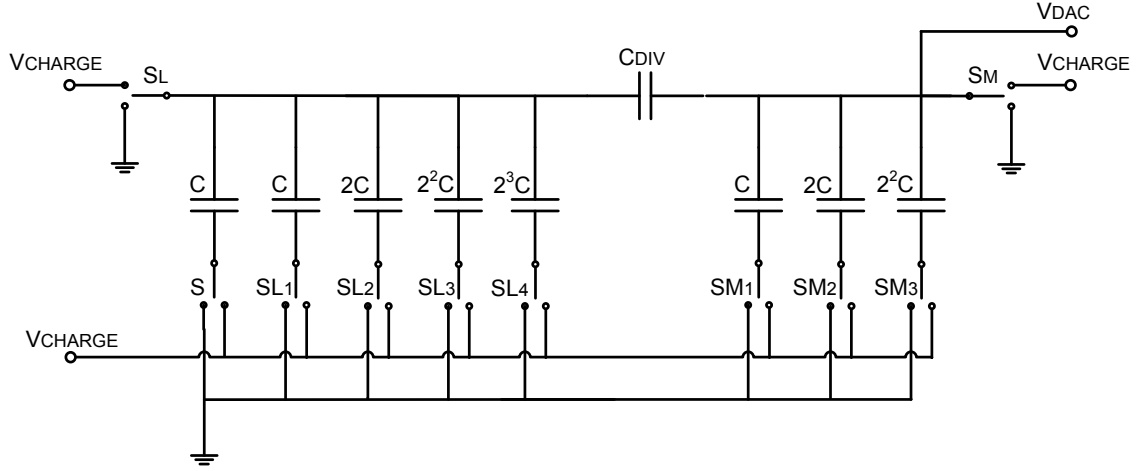 VDAC
VCHARGE SL CDIV SM VCHARGE
C C 2C 2²C 2³C C 2C 2²C
S SL1 SL2 SL3 SL4 SM1 SM2 SM3
VCHARGE